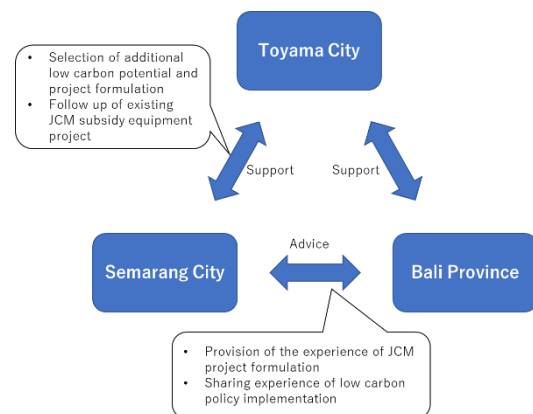 Toyama City
• Selection of additional
low carbon potential and
project formulation
• Follow up of existing
JCM subsidy equipment
project
Support
Support
Semarang City
Advice
Bali Province
• Provision of the experience of JCM
project formulation
• Sharing experience of low carbon
policy implementation